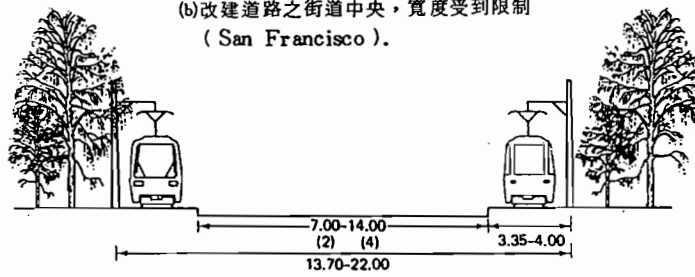 (b)改建道路之街道中央,寬度受到限制
( San Francisco ).
7.00-14.00
(2) (4)
3.35-4.00
13.70-22.00